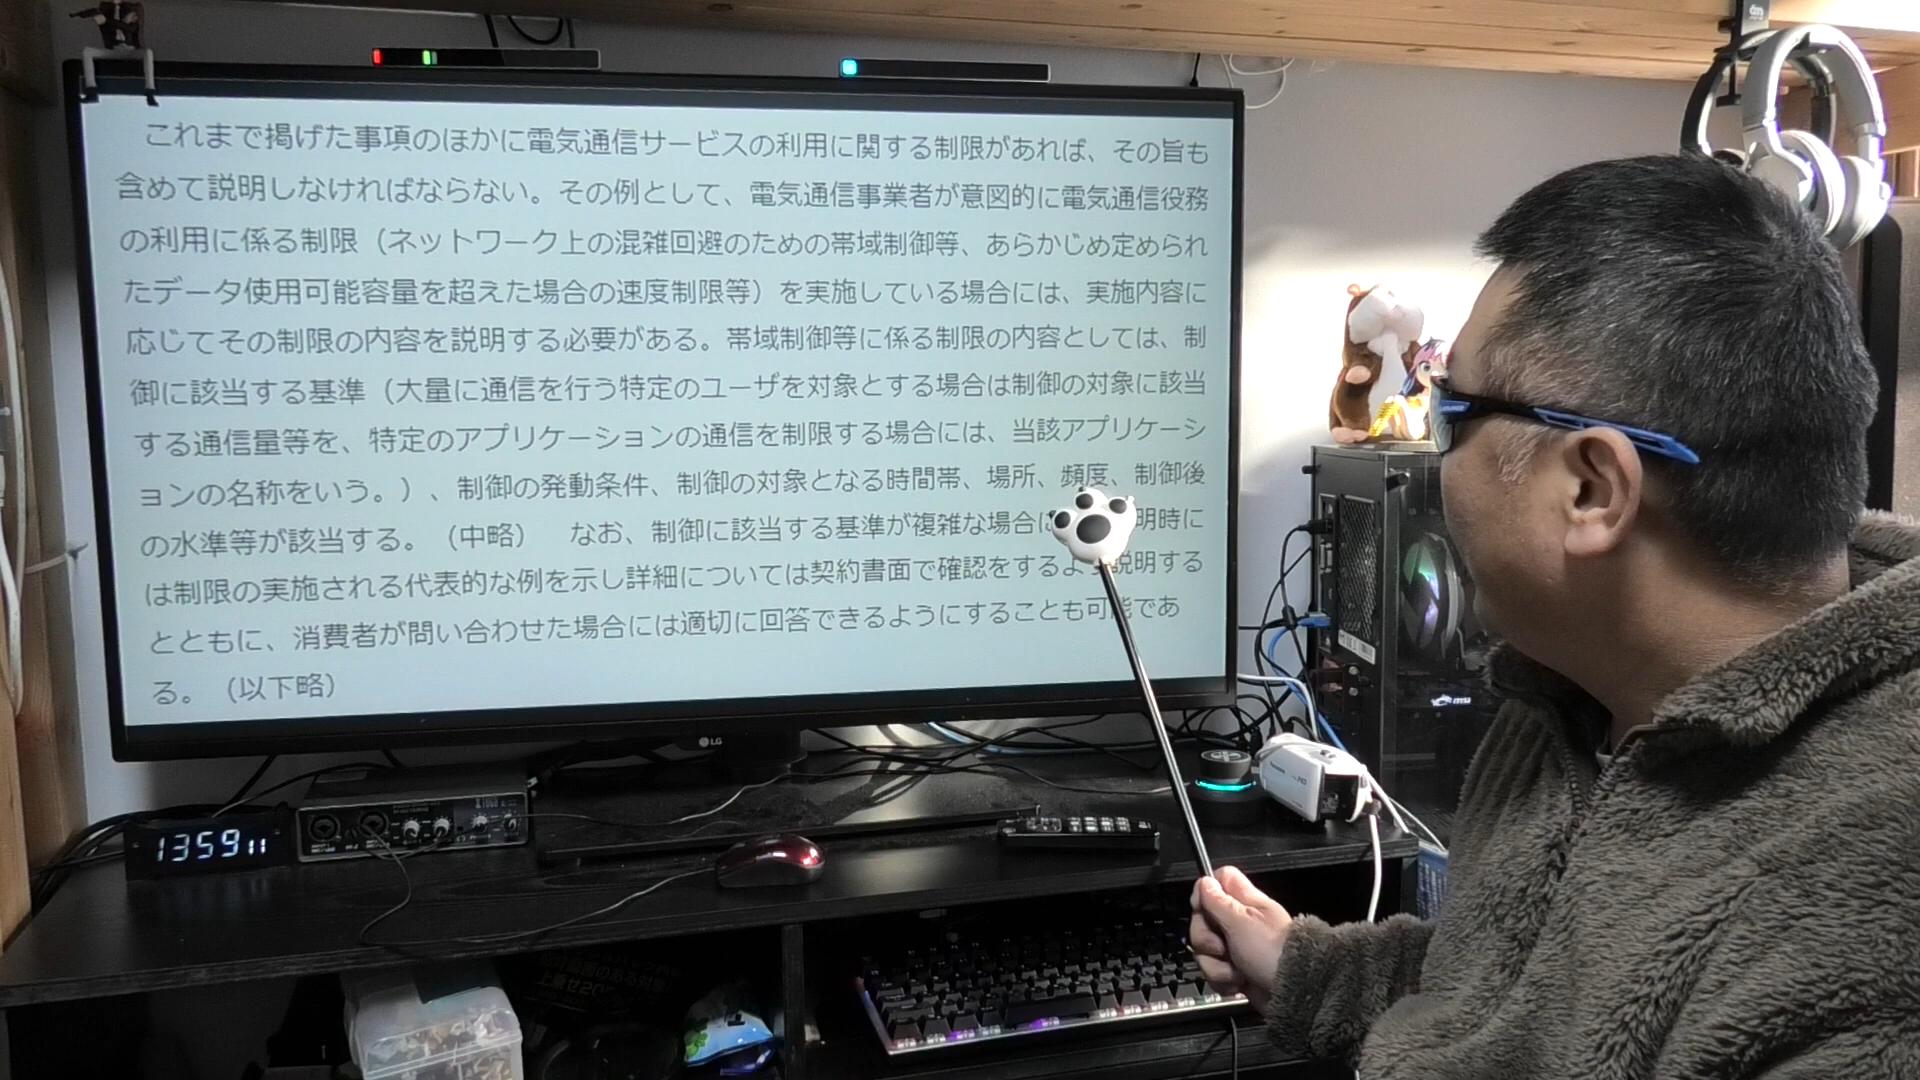 これまで掲げた事項のほかに電気通信サービスの利用に関する制限があれば、その旨も
含めて説明しなければならない。その例として、電気通信事業者が意図的に電気通信役務
の利用に係る制限（ネットワーク上の混雑回避のための帯域制御等、あらかじめ定められ
たデータ使用可能容量を超えた場合の速度制限等）を実施している場合には、実施内容に
応じてその制限の内容を説明する必要がある。帯域制御等に係る制限の内容としては、制
御に該当する基準（大量に通信を行う特定のユーザを対象とする場合は制御の対象に該当
する通信量等を、特定のアプリケーションの通信を制限する場合には、当該アプリケーシ
ョンの名称をいう。）、制御の発動条件、制御の対象となる時間帯、場所、頻度、制御後
の水準等が該当する。（中略）　なお、制御に該当する基準が複雑な場合に 明時に
は制限の実施される代表的な例を示し詳細については契約書面で確認をするよう説明する
とともに、消費者が問い合わせた場合には適切に回答できるようにすることも可能であ
る。（以下略）
LG
1359 11
msi